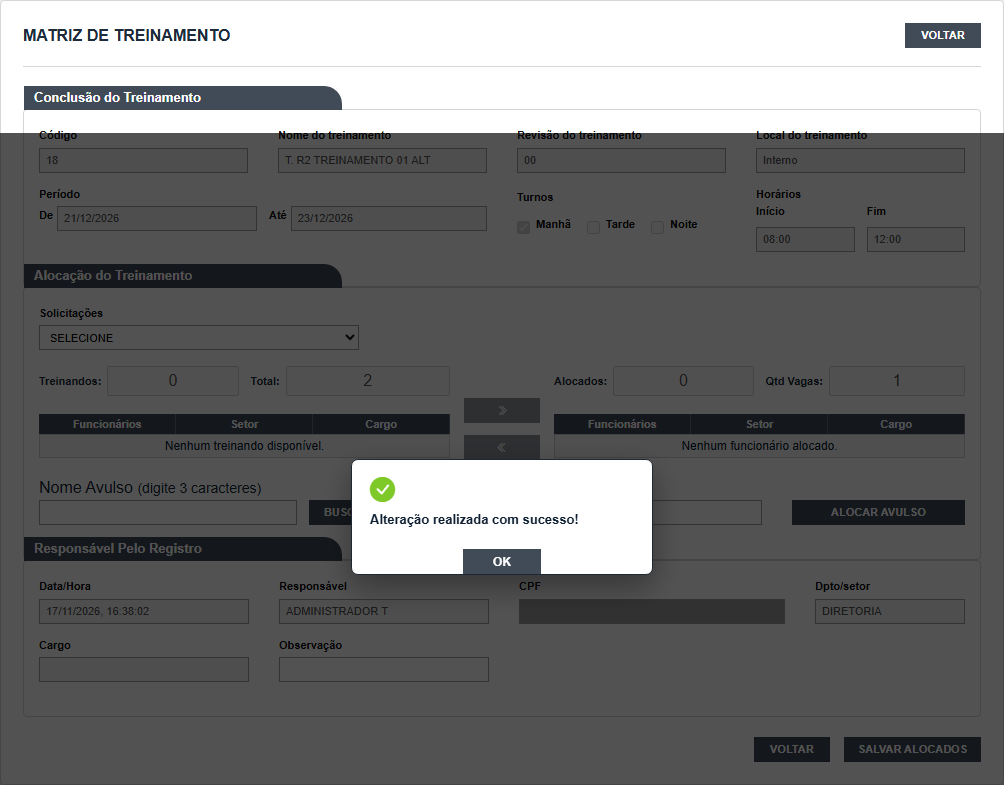 MATRIZ DE TREINAMENTO
VOLTAR
Conclusão do Treinamento
Código
Nome do treinamento
Revisão do treinamento
Local do treinamento
18
T. R2 TREINAMENTO 01 ALT
00
Interno
Período
Turnos
Horários
De 21/12/2026
Até 23/12/2026
Manhã
Tarde
Noite
Início
Fim
08:00
12:00
Alocação do Treinamento
Solicitações
SELECIONE
Treinandos: 0
Total: 2
Alocados: 0
Qtd Vagas: 1
Funcionários Setor Cargo
Funcionários Setor Cargo
Nenhum treinando disponível.
Nenhum funcionário alocado.
Nome Avulso (digite 3 caracteres)
ALOCAR AVULSO
Alteração realizada com sucesso!
OK
Responsável Pelo Registro
Data/Hora
Responsável
CPF
Dpto/setor
17/11/2026, 16:38:02
ADMINISTRADOR T
DIRETORIA
Cargo
Observação
VOLTAR
SALVAR ALOCADOS